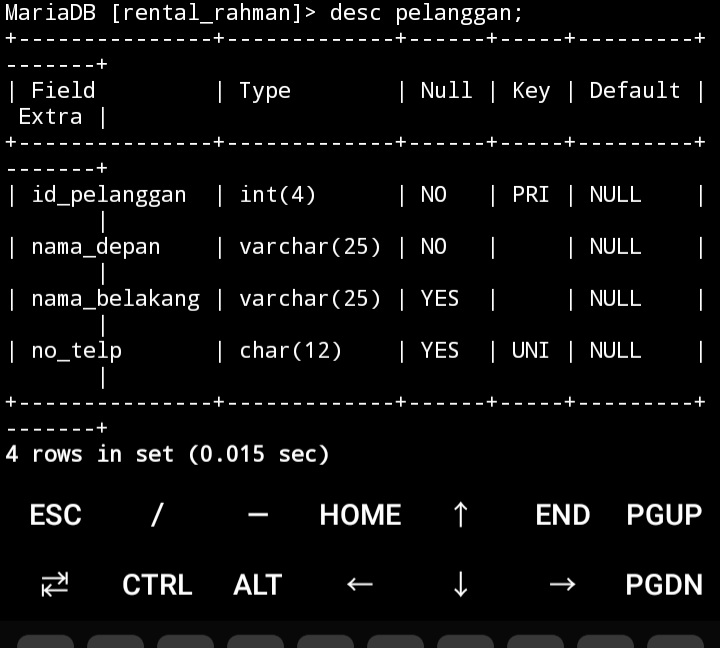 MariaDB [rental_rahman]> desc pelanggan;
+---------------+-------------+------+-----+---------+
-------+
| Field         | Type        | Null | Key | Default |
 Extra |
+---------------+-------------+------+-----+---------+
-------+
| id_pelanggan  | int(4)      | NO   | PRI | NULL    |
       |
| nama_depan    | varchar(25) | NO   |     | NULL    |
       |
| nama_belakang | varchar(25) | YES  |     | NULL    |
       |
| no_telp       | char(12)    | YES  | UNI | NULL    |
       |
+---------------+-------------+------+-----+---------+
-------+
4 rows in set (0.015 sec)
ESC / — HOME ↑ END PGUP
⇄ CTRL ALT ← ↓ → PGDN